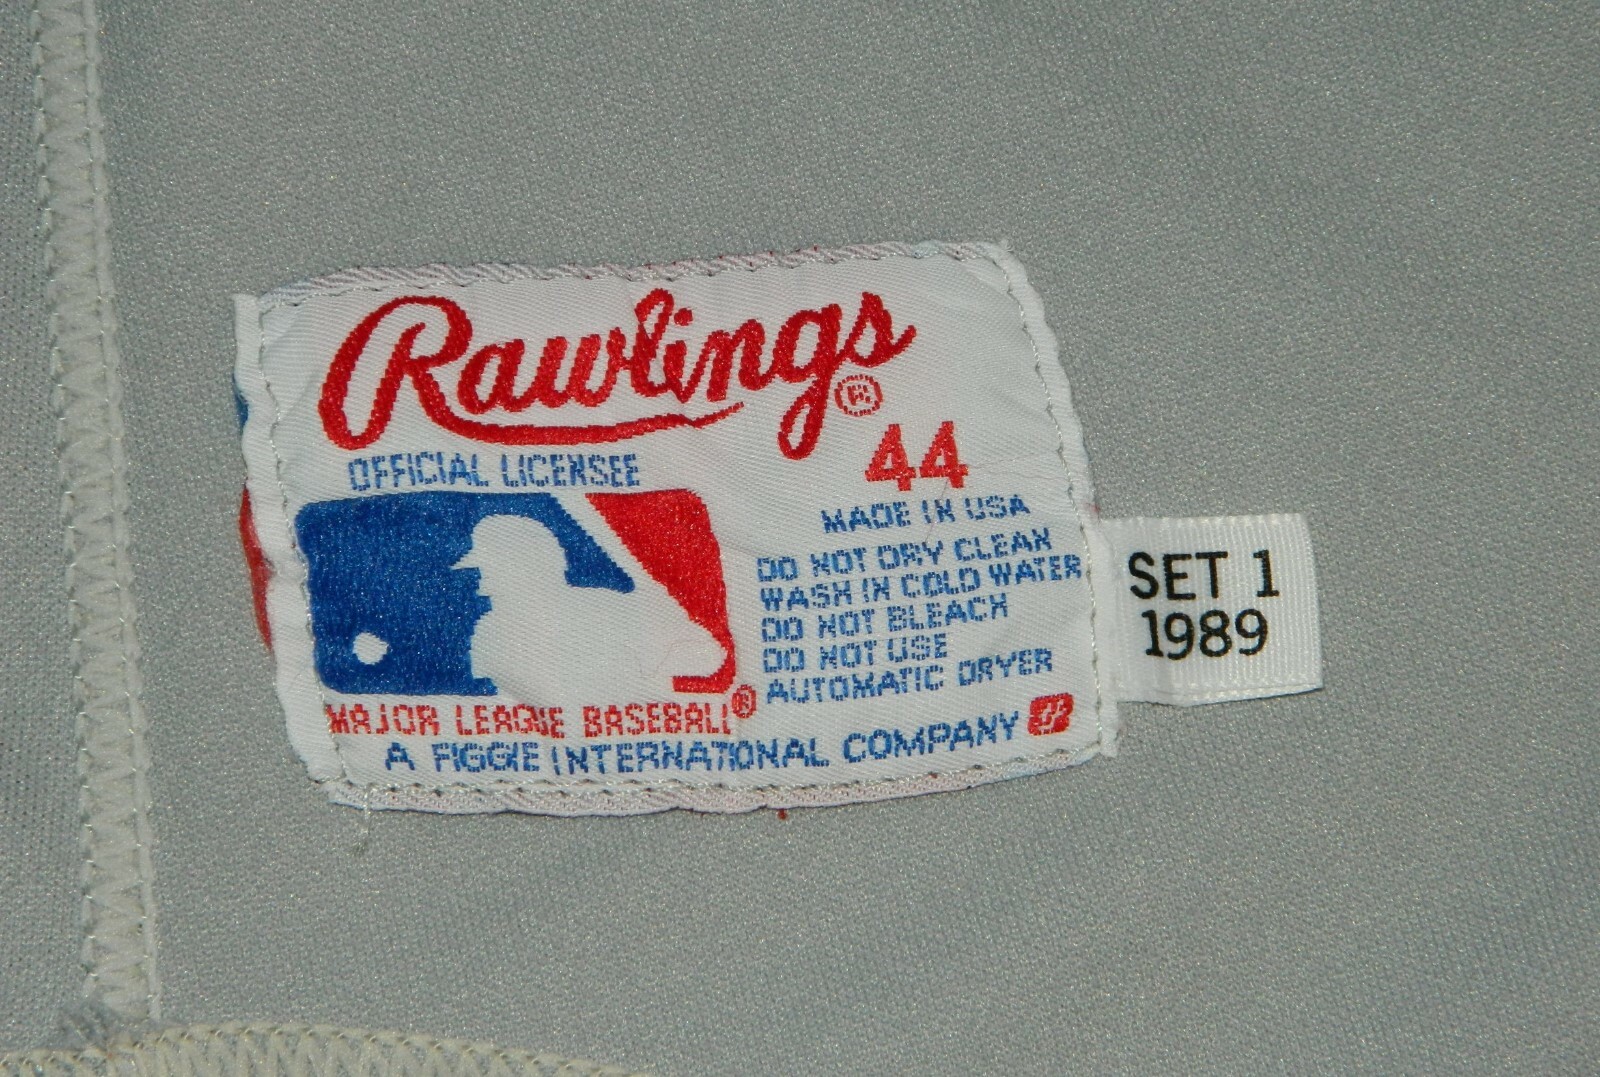 Rawlings®
44
OFFICIAL LICENSEE
MADE IN USA
DO NOT DRY CLEAN
WASH IN COLD WATER
DO NOT BLEACH
DO NOT USE
AUTOMATIC DRYER
MAJOR LEAGUE BASEBALL®
A FIGGIE INTERNATIONAL COMPANY
SET 1
1989